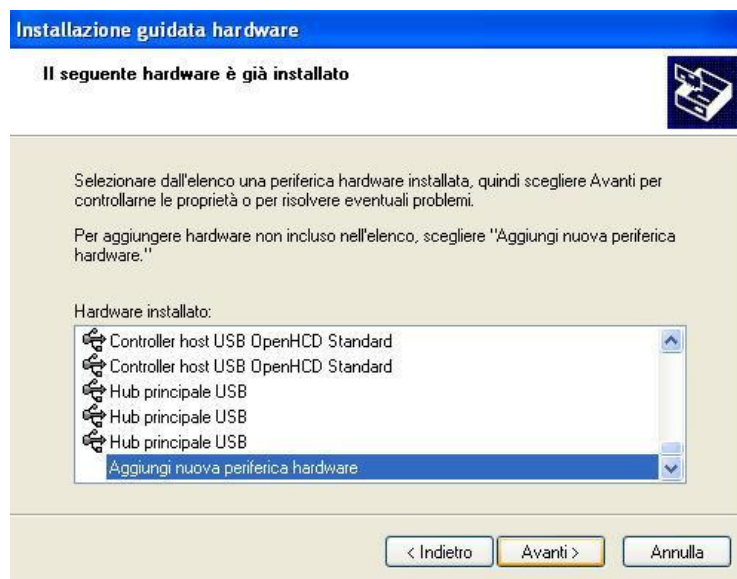 Installazione guidata hardware
Il seguente hardware è già installato
Selezionare dall'elenco una periferica hardware installata, quindi scegliere Avanti per
controllarne le proprietà o per risolvere eventuali problemi.
Per aggiungere hardware non incluso nell'elenco, scegliere "Aggiungi nuova periferica
hardware."
Hardware installato:
Controller host USB OpenHCD Standard
Controller host USB OpenHCD Standard
Hub principale USB
Hub principale USB
Hub principale USB
Aggiungi nuova periferica hardware
< Indietro
Avanti >
Annulla